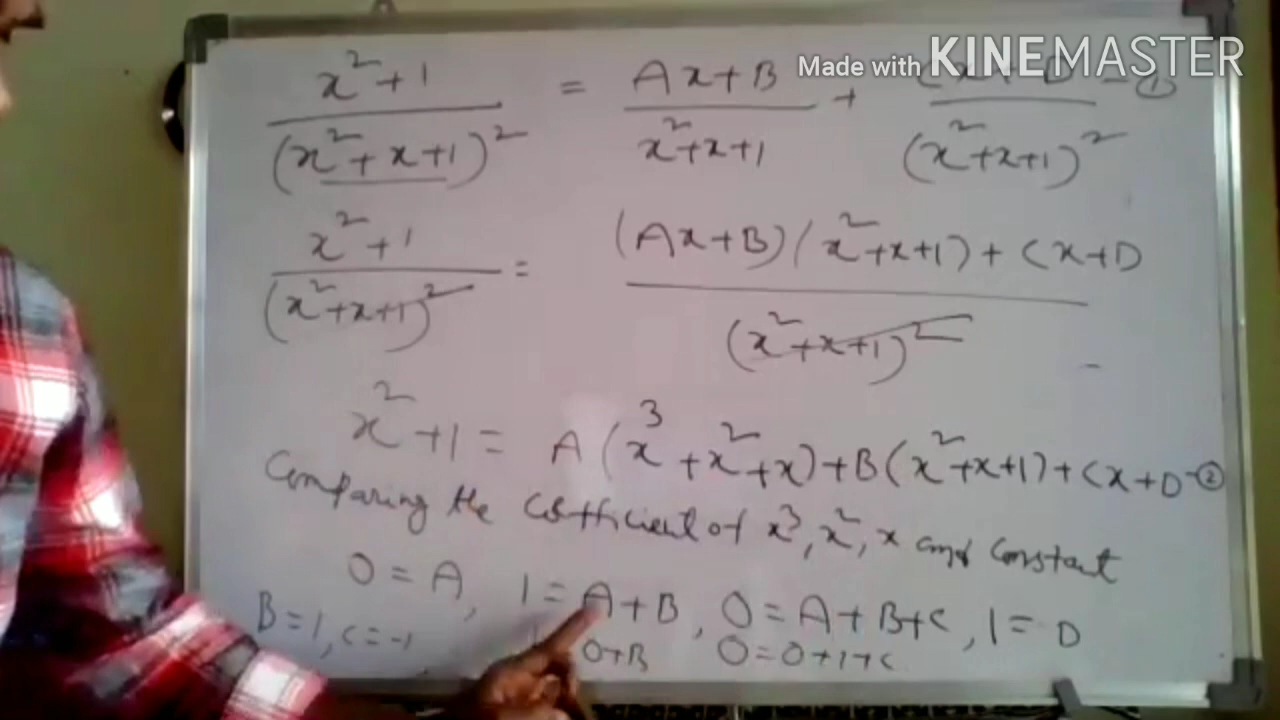 Made with KINEMASTER
x² + 1 / (x² + x + 1)² = Ax + B / x² + x + 1 + Cx + D / (x² + x + 1)² - ①
x² + 1 / (x² + x + 1)² = (Ax + B)(x² + x + 1) + Cx + D / (x² + x + 1)²
x² + 1 = A(x³ + x² + x) + B(x² + x + 1) + Cx + D - ②
Comparing the coefficient of x³, x², x and constant
0 = A, 1 = A + B, 0 = A + B + C, 1 = D
B = 1, C = -1 0 + B 0 = 0 + 1 + C